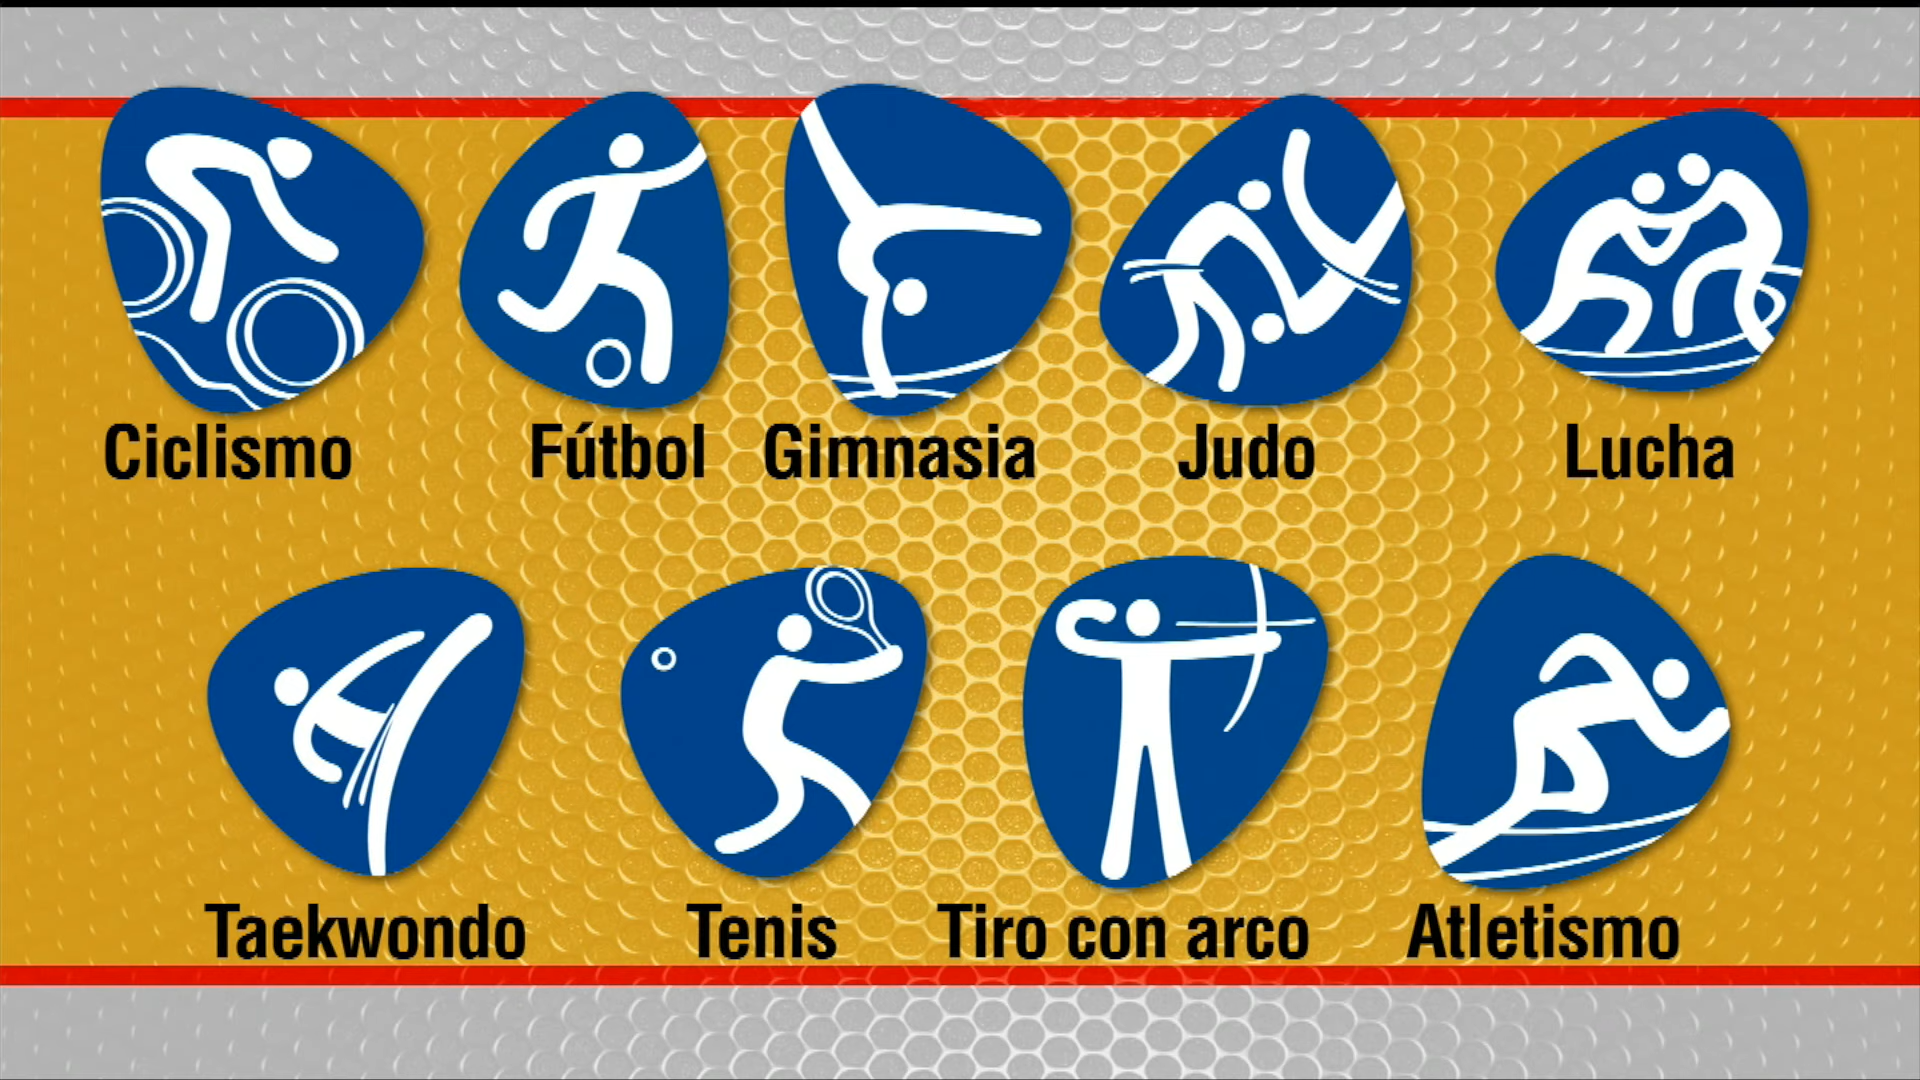 Ciclismo Fútbol Gimnasia Judo Lucha
Taekwondo Tenis Tiro con arco Atletismo